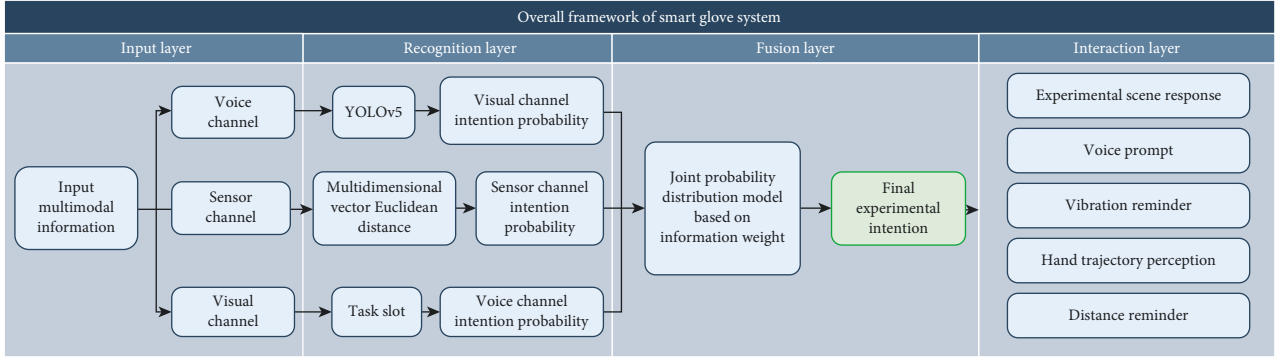 Overall framework of smart glove system
Input layer
Recognition layer
Fusion layer
Interaction layer
Input
multimodal
information
Voice
channel
YOLOv5
Visual channel
intention probability
Sensor
channel
Multidimensional
vector Euclidean
distance
Sensor channel
intention
probability
Visual
channel
Task slot
Voice channel
intention probability
Joint probability
distribution model
based on
information weight
Final
experimental
intention
Experimental scene response
Voice prompt
Vibration reminder
Hand trajectory perception
Distance reminder